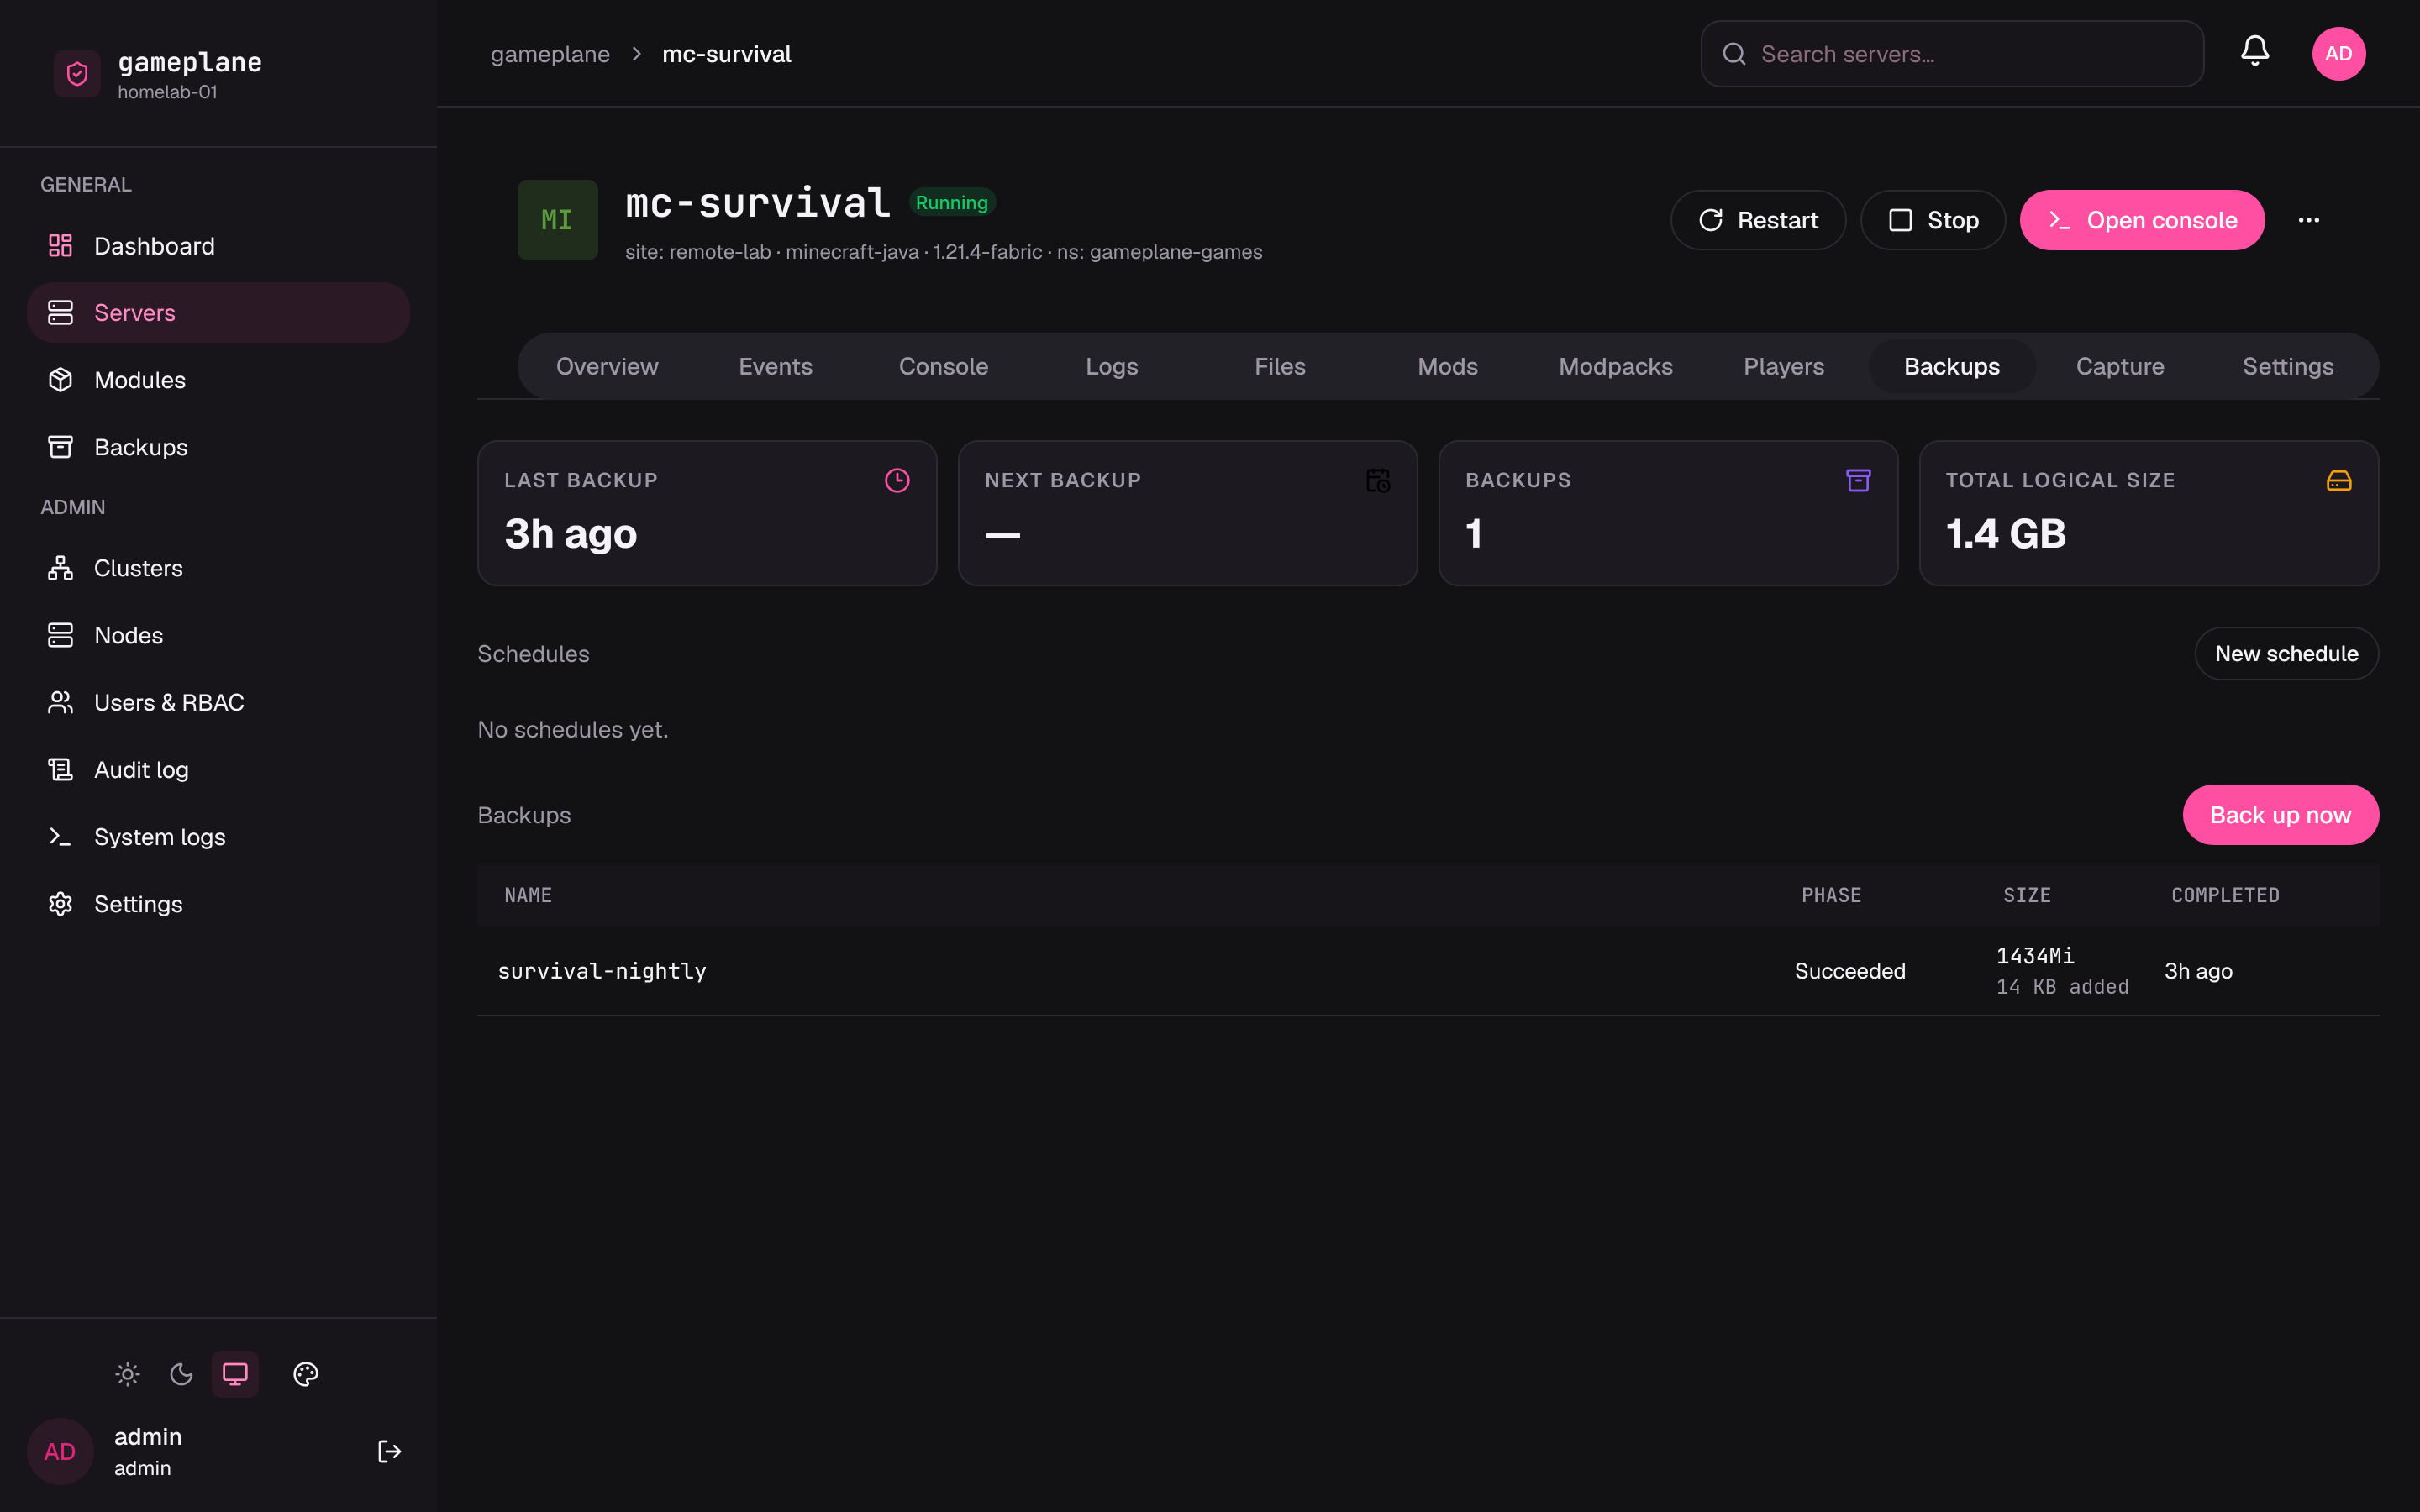 gameplane
homelab-01
GENERAL
Dashboard
Servers
Modules
Backups
ADMIN
Clusters
Nodes
Users & RBAC
Audit log
System logs
Settings
AD
admin
admin
gameplane
mc-survival
Search servers...
AD
MI
mc-survival
Running
site: remote-lab · minecraft-java · 1.21.4-fabric · ns: gameplane-games
Restart
Stop
Open console
Overview
Events
Console
Logs
Files
Mods
Modpacks
Players
Backups
Capture
Settings
LAST BACKUP
3h ago
NEXT BACKUP
—
BACKUPS
1
TOTAL LOGICAL SIZE
1.4 GB
Schedules
New schedule
No schedules yet.
Backups
Back up now
NAME
PHASE
SIZE
COMPLETED
survival-nightly
Succeeded
1434Mi
14 KB added
3h ago